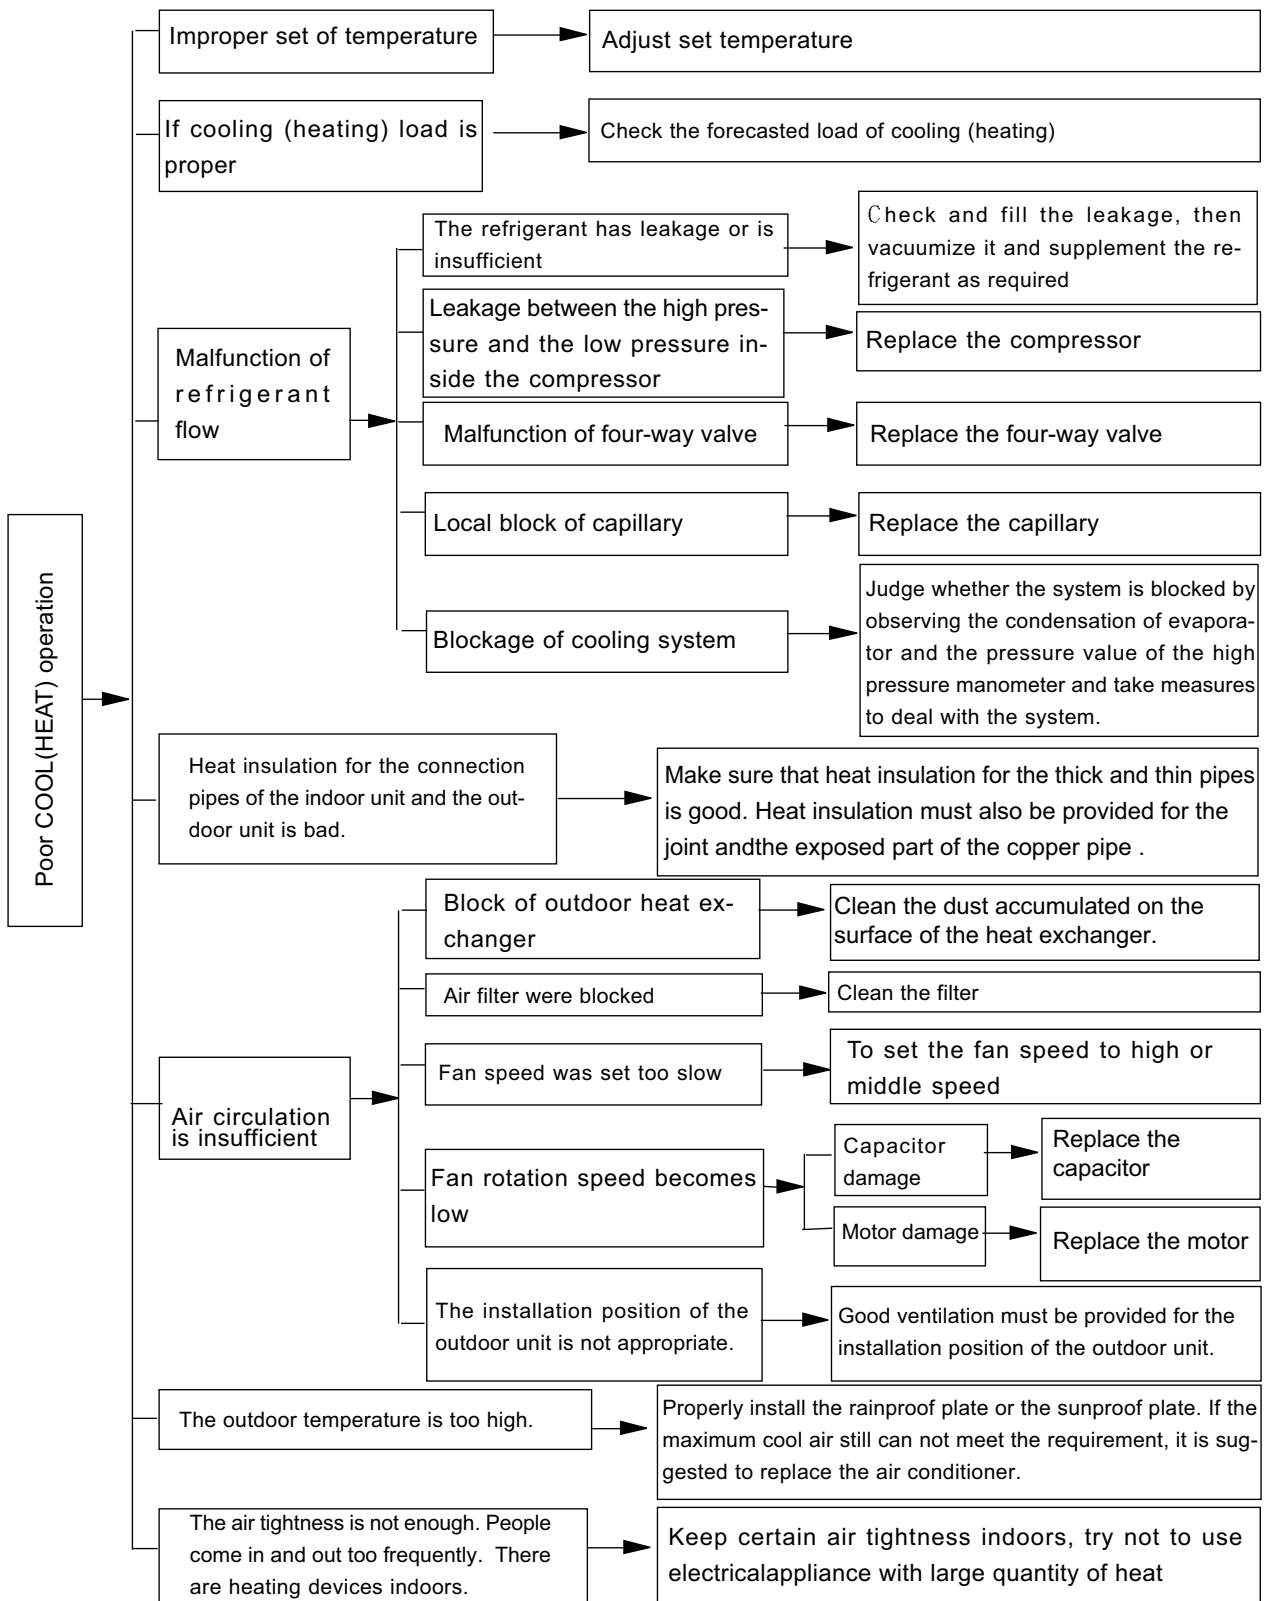 Improper set of temperature
Adjust set temperature
If cooling (heating) load is
proper
Check the forecasted load of cooling (heating)
The refrigerant has leakage or is
insufficient
Check and fill the leakage, then
vacuumize it and supplement the re-
frigerant as required
Leakage between the high pres-
sure and the low pressure in-
side the compressor
Replace the compressor
Malfunction of
refrigerant
flow
Malfunction of four-way valve
Replace the four-way valve
Local block of capillary
Replace the capillary
Blockage of cooling system
Judge whether the system is blocked by
observing the condensation of evapora-
tor and the pressure value of the high
pressure manometer and take measures
to deal with the system.
Poor COOL(HEAT) operation
Heat insulation for the connection
pipes of the indoor unit and the out-
door unit is bad.
Make sure that heat insulation for the thick and thin pipes
is good. Heat insulation must also be provided for the
joint andthe exposed part of the copper pipe .
Block of outdoor heat ex-
changer
Clean the dust accumulated on the
surface of the heat exchanger.
Air filter were blocked
Clean the filter
Fan speed was set too slow
To set the fan speed to high or
middle speed
Air circulation
is insufficient
Fan rotation speed becomes
low
Capacitor
damage
Replace the
capacitor
Motor damage
Replace the motor
The installation position of the
outdoor unit is not appropriate.
Good ventilation must be provided for the
installation position of the outdoor unit.
The outdoor temperature is too high.
Properly install the rainproof plate or the sunproof plate. If the
maximum cool air still can not meet the requirement, it is sug-
gested to replace the air conditioner.
The air tightness is not enough. People
come in and out too frequently. There
are heating devices indoors.
Keep certain air tightness indoors, try not to use
electricalappliance with large quantity of heat